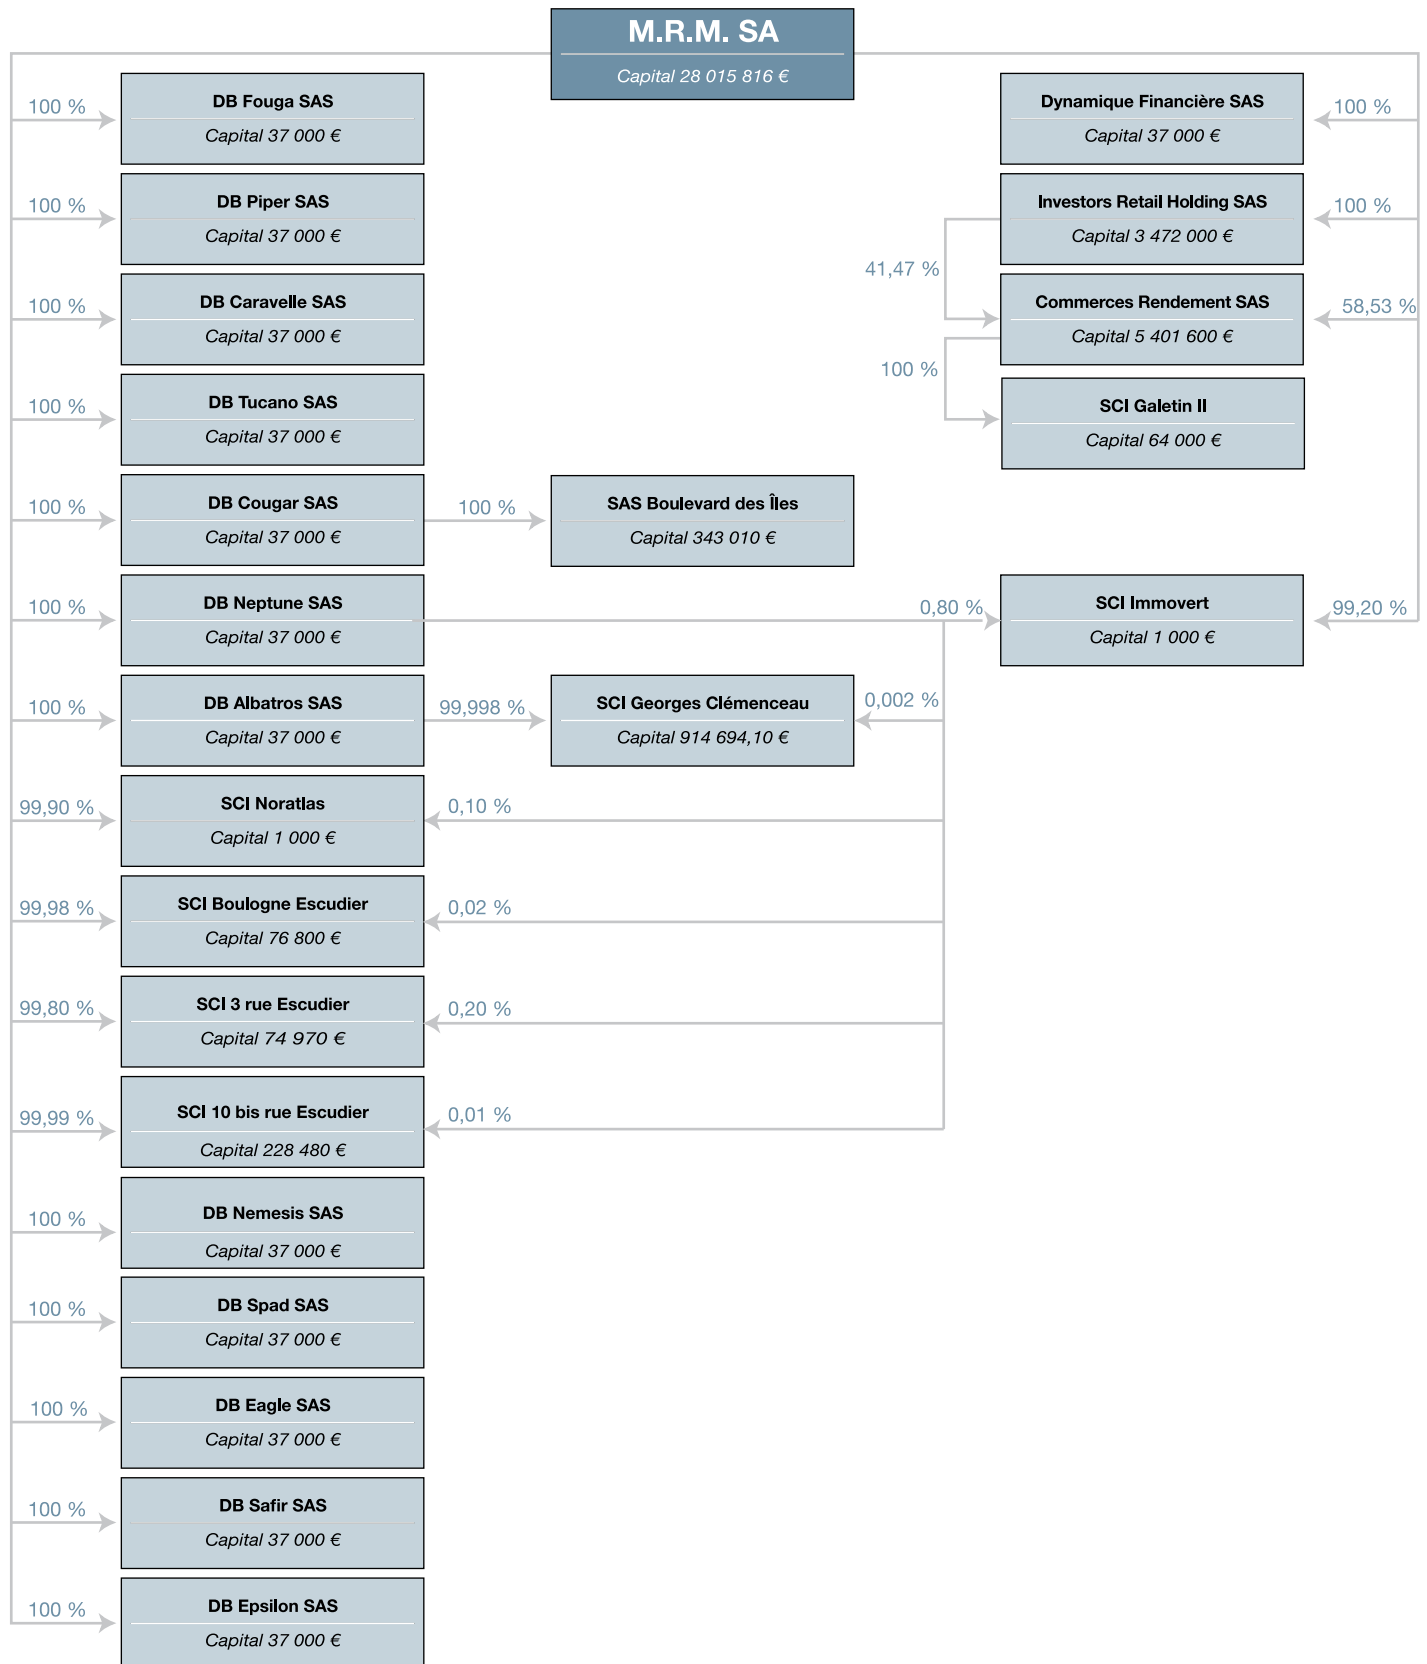 M.R.M. SA
Capital 28 015 816 €
100 %
DB Fouga SAS
Capital 37 000 €
Dynamique Financière SAS
Capital 37 000 €
100 %
100 %
DB Piper SAS
Capital 37 000 €
Investors Retail Holding SAS
Capital 3 472 000 €
100 %
41,47 %
100 %
DB Caravelle SAS
Capital 37 000 €
Commerces Rendement SAS
Capital 5 401 600 €
58,53 %
100 %
100 %
DB Tucano SAS
Capital 37 000 €
SCI Galetin II
Capital 64 000 €
100 %
DB Cougar SAS
Capital 37 000 €
100 %
SAS Boulevard des Îles
Capital 343 010 €
100 %
DB Neptune SAS
Capital 37 000 €
0,80 %
SCI Immovert
Capital 1 000 €
99,20 %
100 %
DB Albatros SAS
Capital 37 000 €
99,998 %
SCI Georges Clémenceau
Capital 914 694,10 €
0,002 %
99,90 %
SCI Noratlas
Capital 1 000 €
0,10 %
99,98 %
SCI Boulogne Escudier
Capital 76 800 €
0,02 %
99,80 %
SCI 3 rue Escudier
Capital 74 970 €
0,20 %
99,99 %
SCI 10 bis rue Escudier
Capital 228 480 €
0,01 %
100 %
DB Nemesis SAS
Capital 37 000 €
100 %
DB Spad SAS
Capital 37 000 €
100 %
DB Eagle SAS
Capital 37 000 €
100 %
DB Safir SAS
Capital 37 000 €
100 %
DB Epsilon SAS
Capital 37 000 €